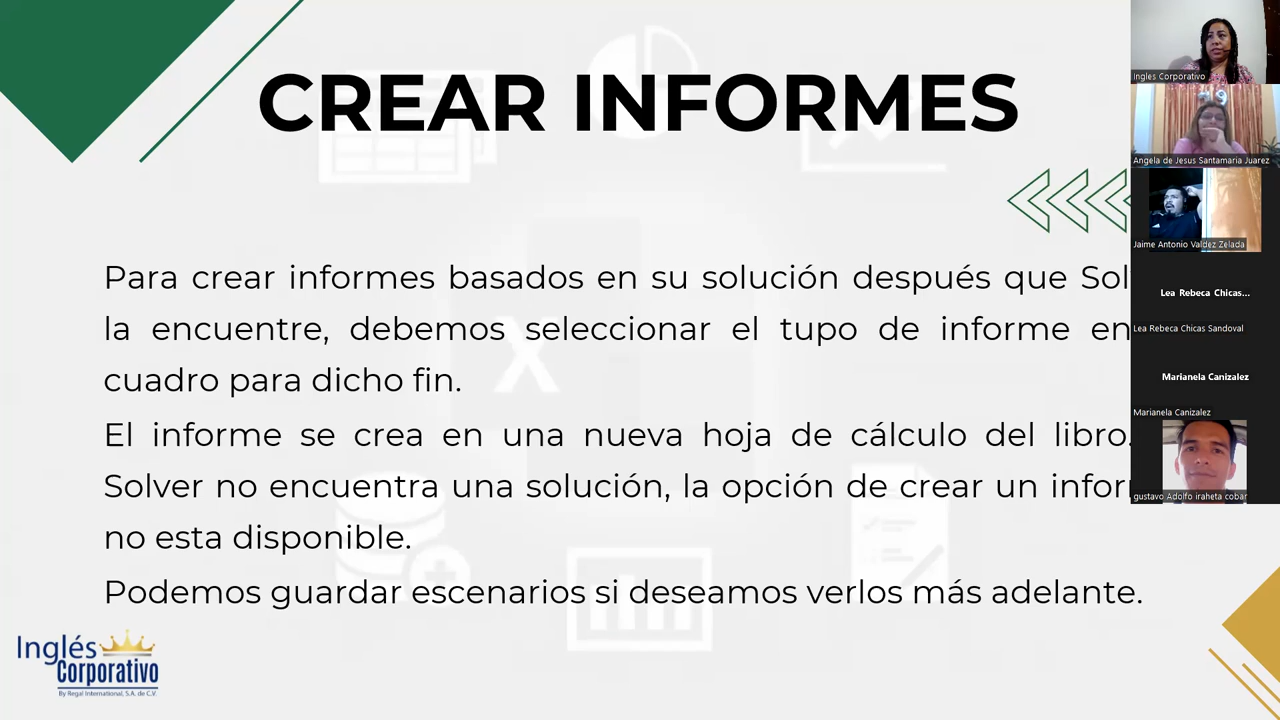 CREAR INFORMES
Para crear informes basados en su solución después que Sol
la encuentre, debemos seleccionar el tupo de informe en
cuadro para dicho fin.
El informe se crea en una nueva hoja de cálculo del libro.
Solver no encuentra una solución, la opción de crear un infor
no esta disponible.
Podemos guardar escenarios si deseamos verlos más adelante.
Inglés
Corporativo
By Regal International, S.A. de C.V.
Ingles Corporativo
Angela de Jesus Santamaria Juarez
Jaime Antonio Valdez Zelada
Lea Rebeca Chicas...
Lea Rebeca Chicas Sandoval
Marianela Canizalez
Marianela Canizalez
gustavo Adolfo iraheta cobar
X